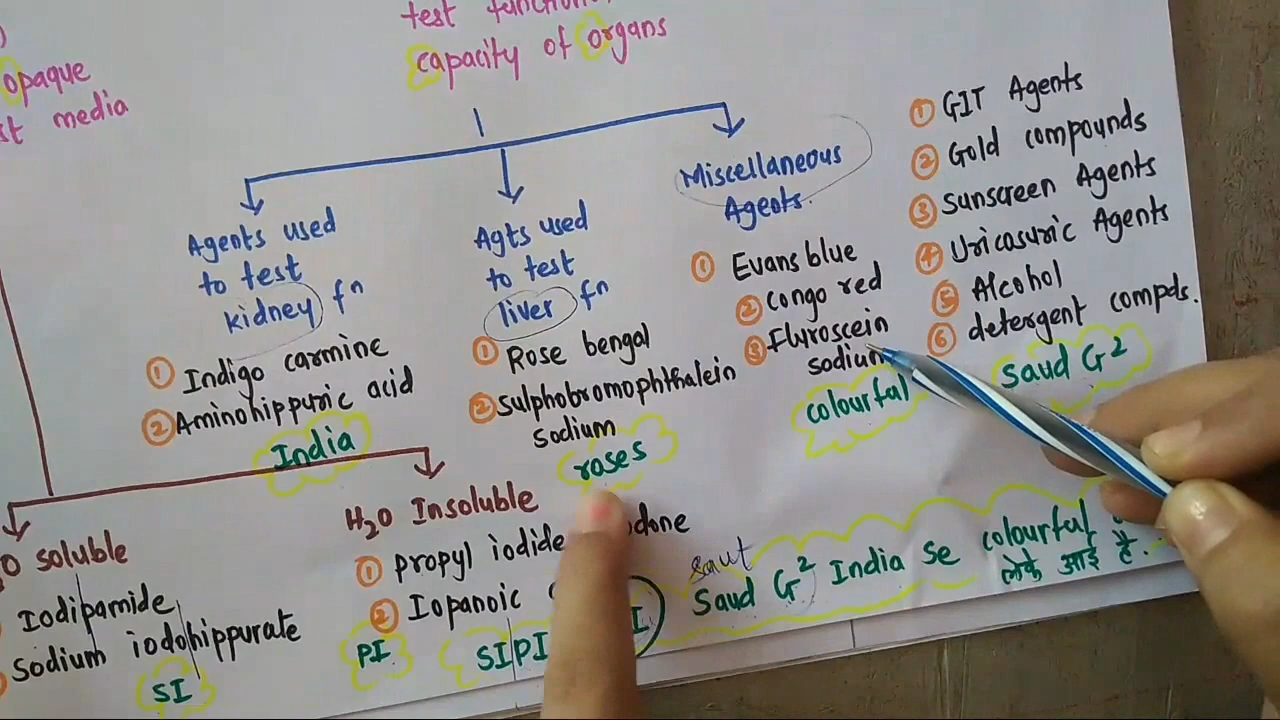 opaque
media
test
capacity of organs
Agents used
to test
kidney fn
① Indigo carmine
② Aminohippuric acid
India
Agts used
to test
liver fn
① Rose bengal
② Sulphobromophthalein
Sodium
roses
Miscellaneous
Agents.
① Evans blue
② congo red
③ Flyroscein
sodium
colourful
① GIT Agents
② Gold compounds
③ Sunscreen Agents
④ Uricasuric Agents
⑤ Alcohol
⑥ detergent compds.
Saud G²
soluble
Iodipamide
Sodium iodohippurate
SI
H₂O Insoluble
① propyl iodide
② Iopanoic
PI
SI PI
Saud G² India se colourful
लेके आई है.